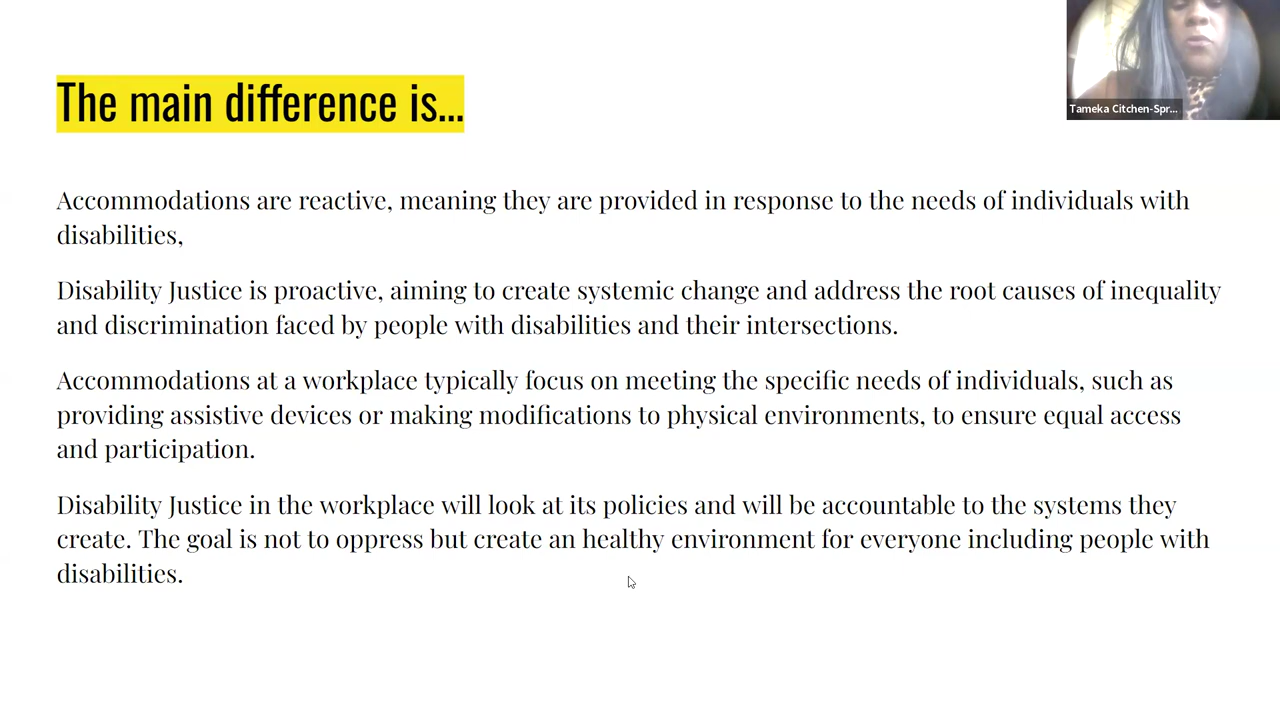 The main difference is...
Tameka Citchen-Spr...
Accommodations are reactive, meaning they are provided in response to the needs of individuals with
disabilities,
Disability Justice is proactive, aiming to create systemic change and address the root causes of inequality
and discrimination faced by people with disabilities and their intersections.
Accommodations at a workplace typically focus on meeting the specific needs of individuals, such as
providing assistive devices or making modifications to physical environments, to ensure equal access
and participation.
Disability Justice in the workplace will look at its policies and will be accountable to the systems they
create. The goal is not to oppress but create an healthy environment for everyone including people with
disabilities.